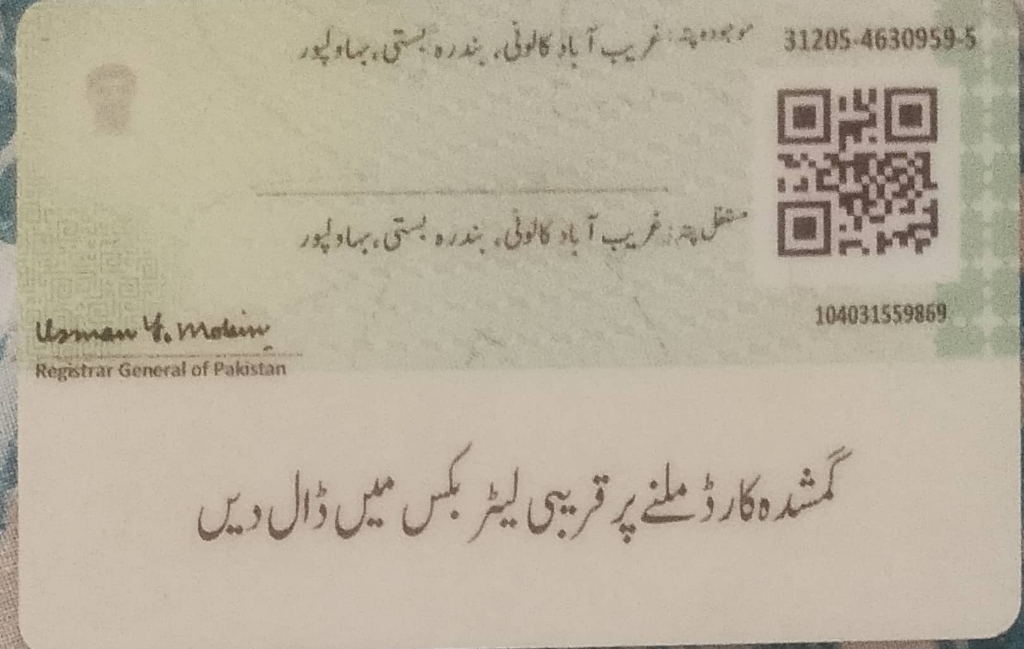 31205-4630959-5
موجودہ پتہ: غریب آباد کالونی، بندرہ بستی، بہاولپور
مستقل پتہ: غریب آباد کالونی، بندرہ بستی، بہاولپور
104031559869
Usman Y. Mobin
Registrar General of Pakistan
گمشدہ کارڈ ملنے پر قریبی لیٹر بکس میں ڈال دیں